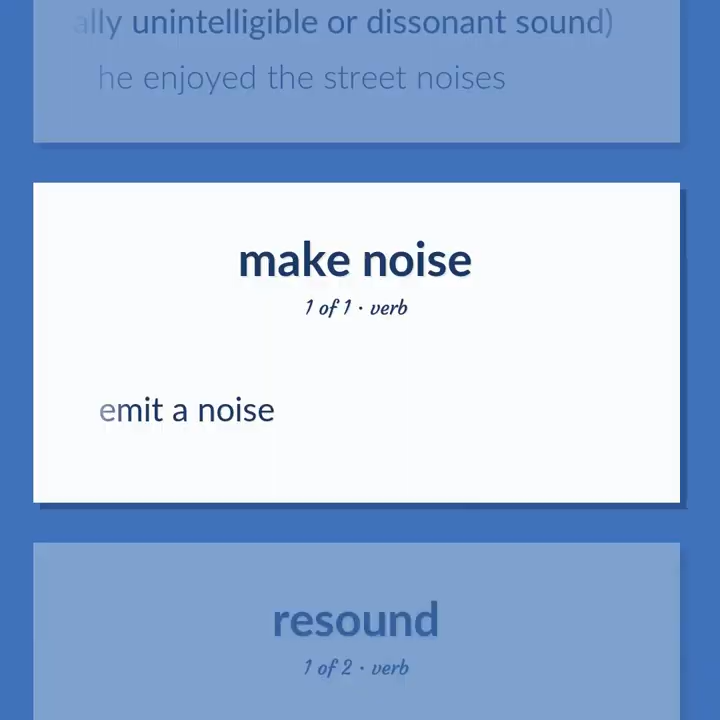 ally unintelligible or dissonant sound)
he enjoyed the street noises
make noise
1 of 1 · verb
emit a noise
resound
1 of 2 · verb